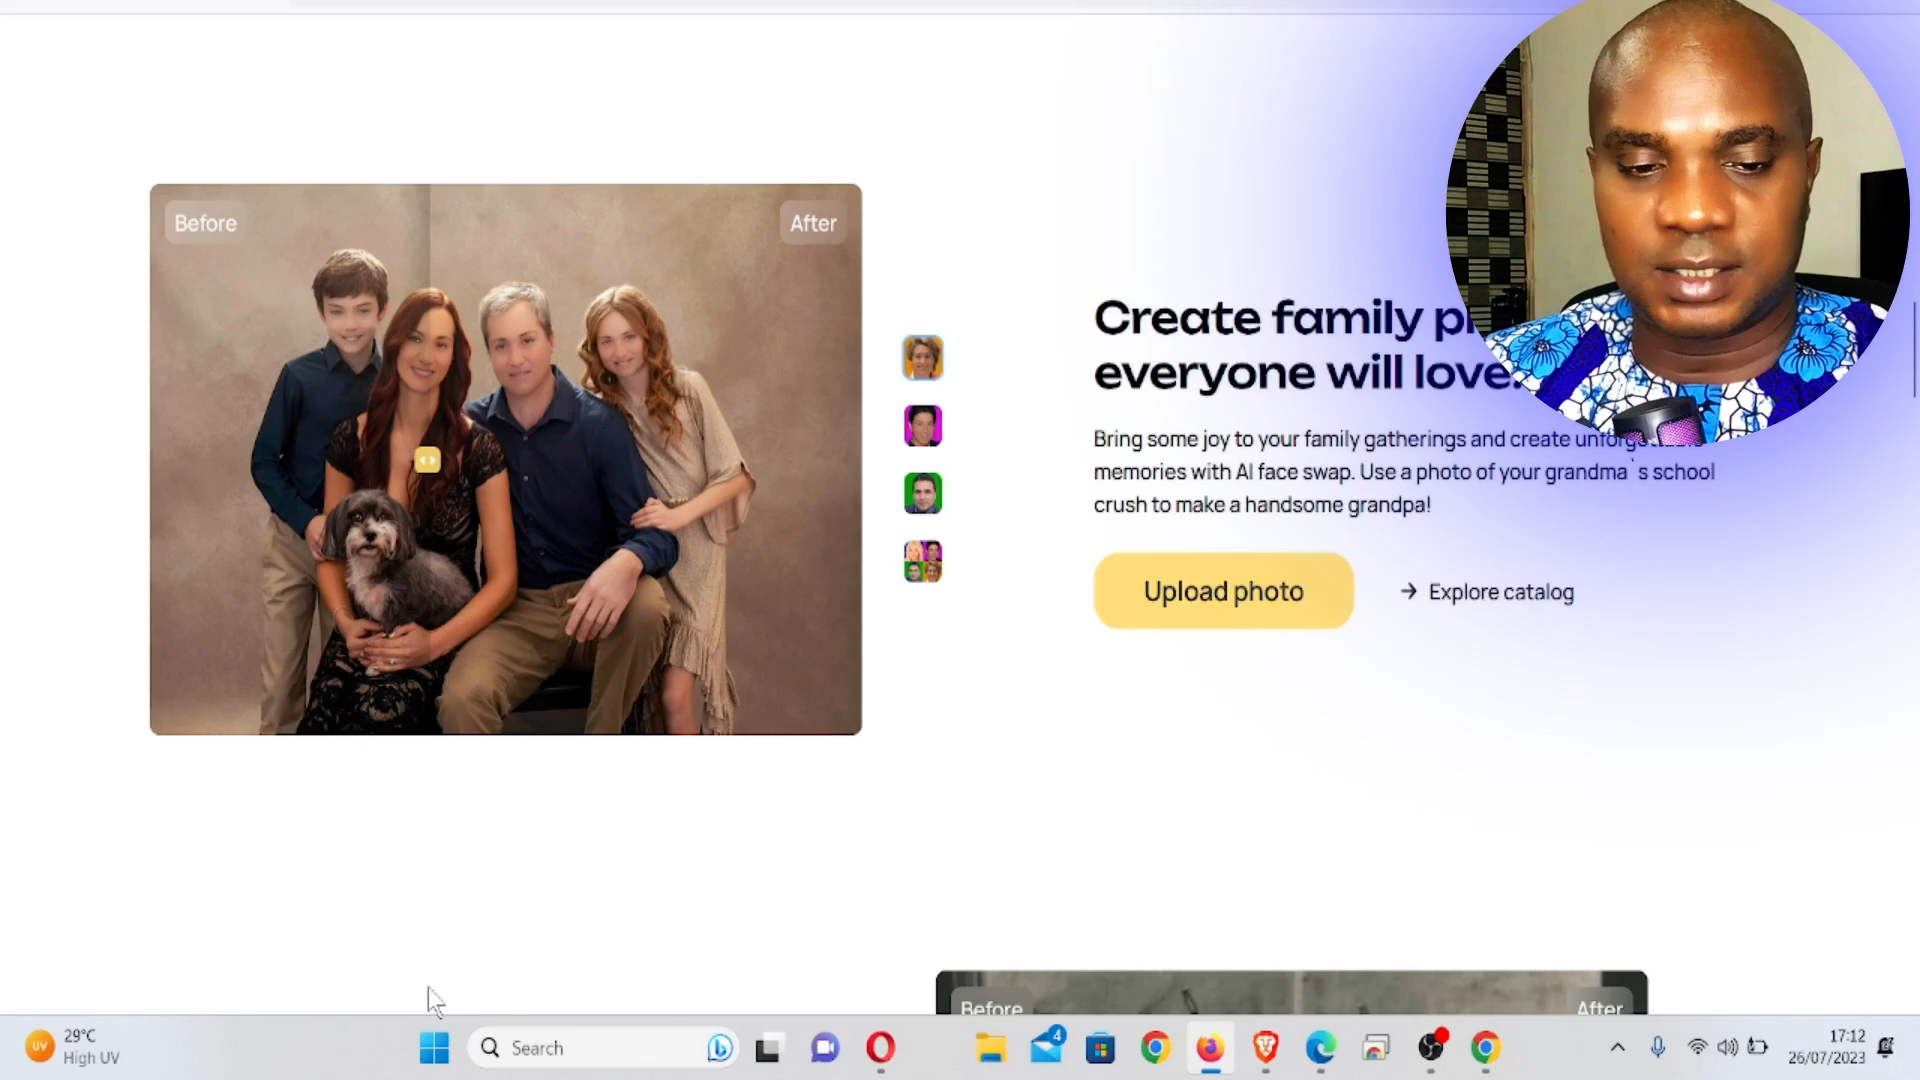 Before
After
Create family
everyone will love
Bring some joy to your family gatherings and create
memories with AI face swap. Use a photo of your grandma`s school
crush to make a handsome grandpa!
Upload photo
→ Explore catalog
Before
After
UV
29°C
High UV
Search
4
17:12
26/07/2023